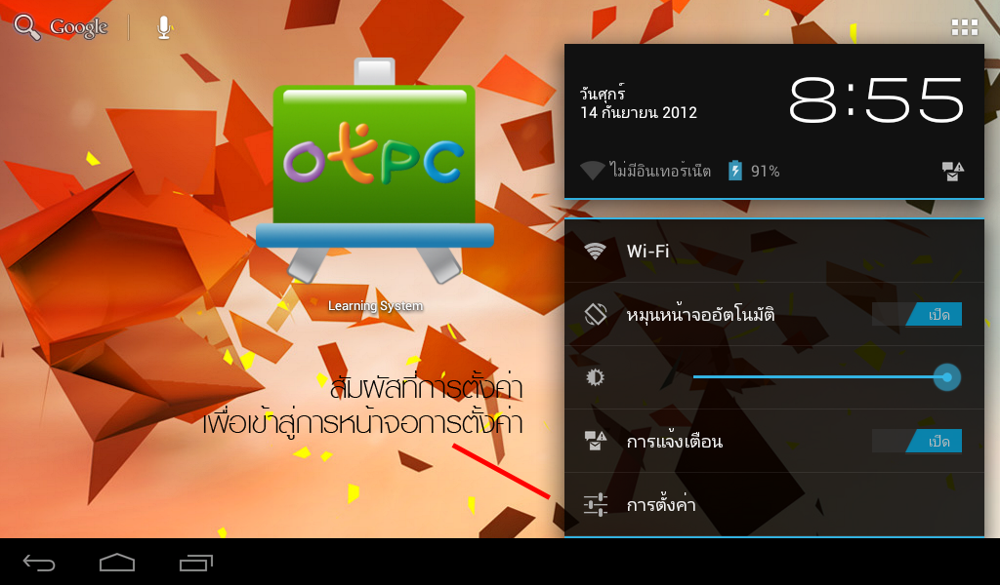 Google
otpc
Learning System
สัมผัสที่การตั้งค่า
เพื่อเข้าสู่การหน้าจอการตั้งค่า
วันศุกร์
14 กันยายน 2012
8:55
ไม่มีอินเทอร์เน็ต 91%
Wi-Fi
หมุนหน้าจออัตโนมัติ เปิด
การแจ้งเตือน เปิด
การตั้งค่า